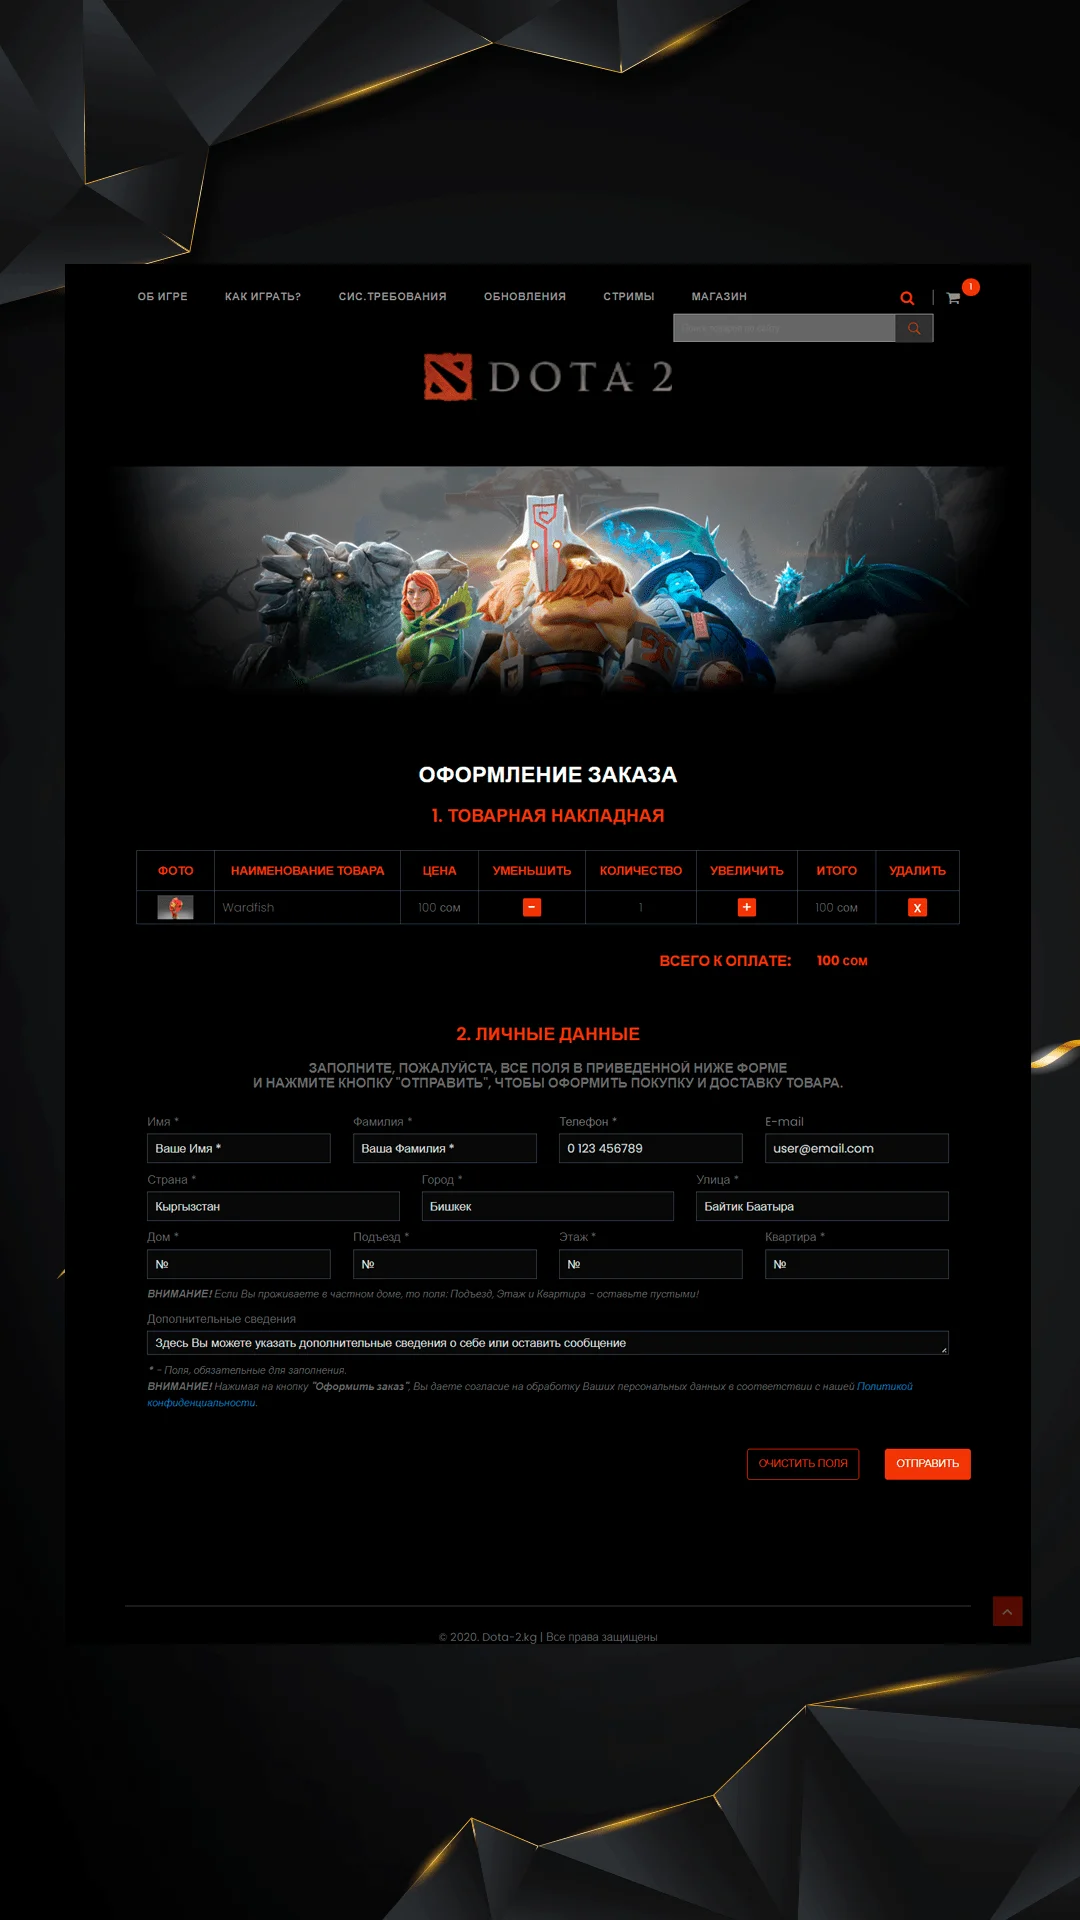 ОБ ИГРЕ КАК ИГРАТЬ? СИС.ТРЕБОВАНИЯ ОБНОВЛЕНИЯ СТРИМЫ МАГАЗИН 1
DOTA 2
ОФОРМЛЕНИЕ ЗАКАЗА
1. ТОВАРНАЯ НАКЛАДНАЯ
ФОТО НАИМЕНОВАНИЕ ТОВАРА ЦЕНА УМЕНЬШИТЬ КОЛИЧЕСТВО УВЕЛИЧИТЬ ИТОГО УДАЛИТЬ
Wardfish 100 сом - 1 + 100 сом x
ВСЕГО К ОПЛАТЕ: 100 сом
2. ЛИЧНЫЕ ДАННЫЕ
ЗАПОЛНИТЕ, ПОЖАЛУЙСТА, ВСЕ ПОЛЯ В ПРИВЕДЕННОЙ НИЖЕ ФОРМЕ
И НАЖМИТЕ КНОПКУ "ОТПРАВИТЬ", ЧТОБЫ ОФОРМИТЬ ПОКУПКУ И ДОСТАВКУ ТОВАРА.
Имя * Фамилия * Телефон * E-mail
Ваше Имя * Ваша Фамилия * 0 123 456789 user@email.com
Страна * Город * Улица *
Кыргызстан Бишкек Байтик Баатыра
Дом * Подъезд * Этаж * Квартира *
№ № № №
ВНИМАНИЕ! Если Вы проживаете в частном доме, то поля: Подъезд, Этаж и Квартира - оставьте пустыми!
Дополнительные сведения
Здесь Вы можете указать дополнительные сведения о себе или оставить сообщение
* - Поля, обязательные для заполнения.
ВНИМАНИЕ! Нажимая на кнопку "Оформить заказ", Вы даете согласие на обработку Ваших персональных данных в соответствии с нашей Политикой
конфиденциальности.
ОЧИСТИТЬ ПОЛЯ ОТПРАВИТЬ
© 2020. Dota-2.kg | Все права защищены